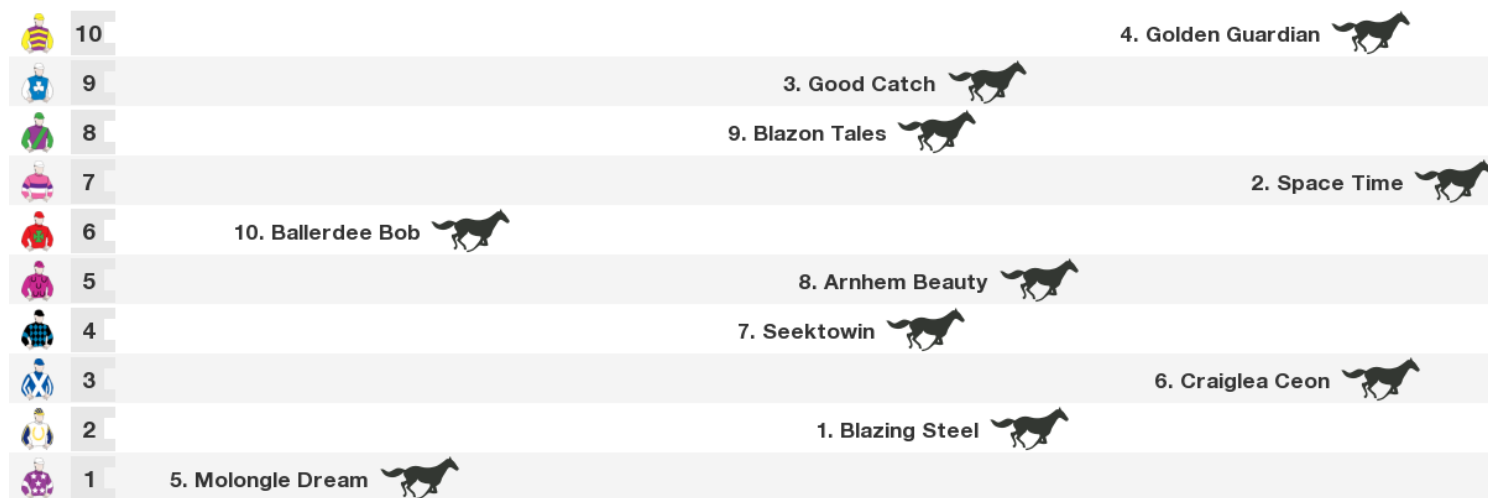 10 4. Golden Guardian
9 3. Good Catch
8 9. Blazon Tales
7 2. Space Time
6 10. Ballerdee Bob
5 8. Arnhem Beauty
4 7. Seektowin
3 6. Craiglea Ceon
2 1. Blazing Steel
1 5. Molongle Dream